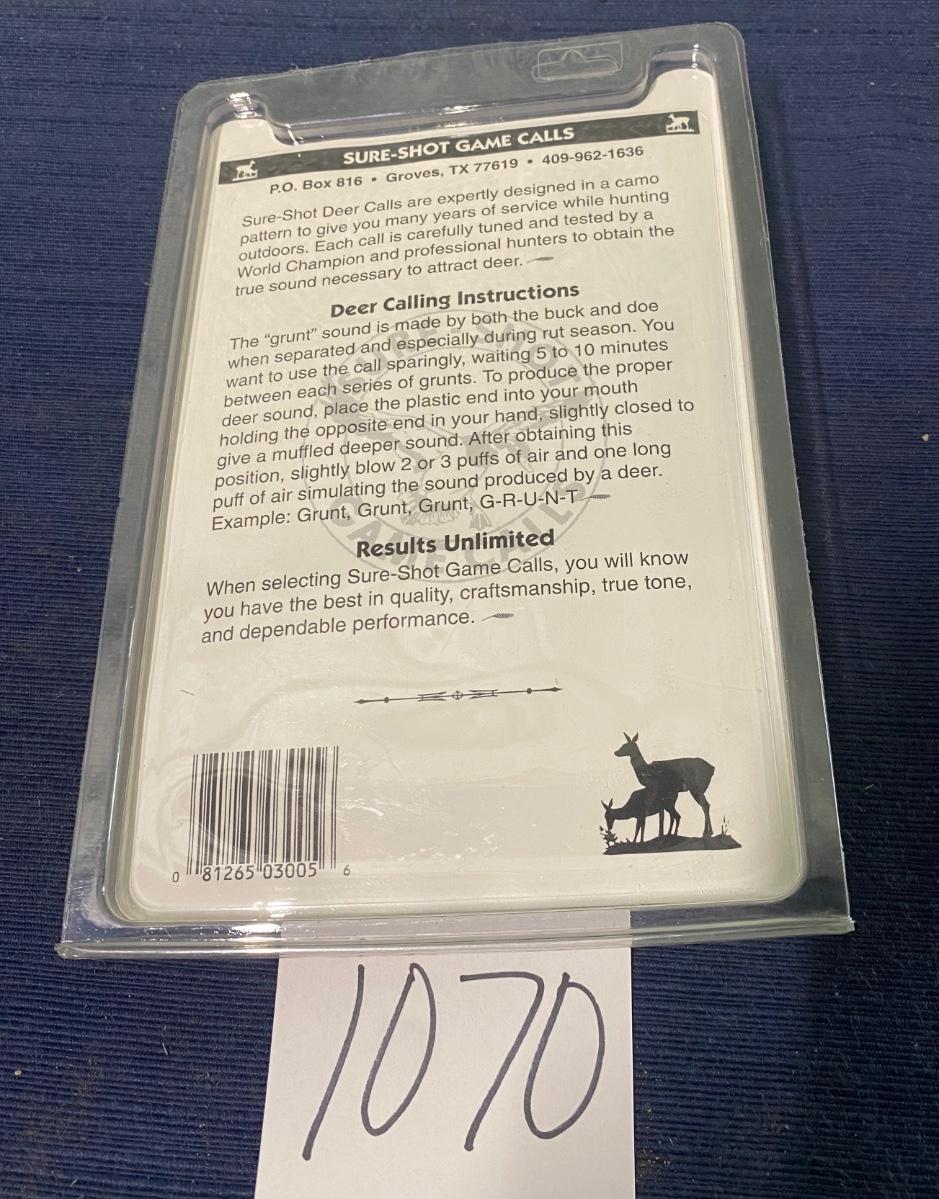 SURE-SHOT GAME CALLS
P.O. Box 816 • Groves, TX 77619 • 409-962-1636
Sure-Shot Deer Calls are expertly designed in a camo
pattern to give you many years of service while hunting
outdoors. Each call is carefully tuned and tested by a
World Champion and professional hunters to obtain the
true sound necessary to attract deer.
Deer Calling Instructions
The "grunt" sound is made by both the buck and doe
when separated and especially during rut season. You
want to use the call sparingly, waiting 5 to 10 minutes
between each series of grunts. To produce the proper
deer sound, place the plastic end into your mouth
holding the opposite end in your hand, slightly closed to
give a muffled deeper sound. After obtaining this
position, slightly blow 2 or 3 puffs of air and one long
puff of air simulating the sound produced by a deer.
Example: Grunt, Grunt, Grunt, G-R-U-N-T
SURE-SHOT
GAME CALLS
Results Unlimited
When selecting Sure-Shot Game Calls, you will know
you have the best in quality, craftsmanship, true tone,
and dependable performance.
0 81265 03005 6
1070